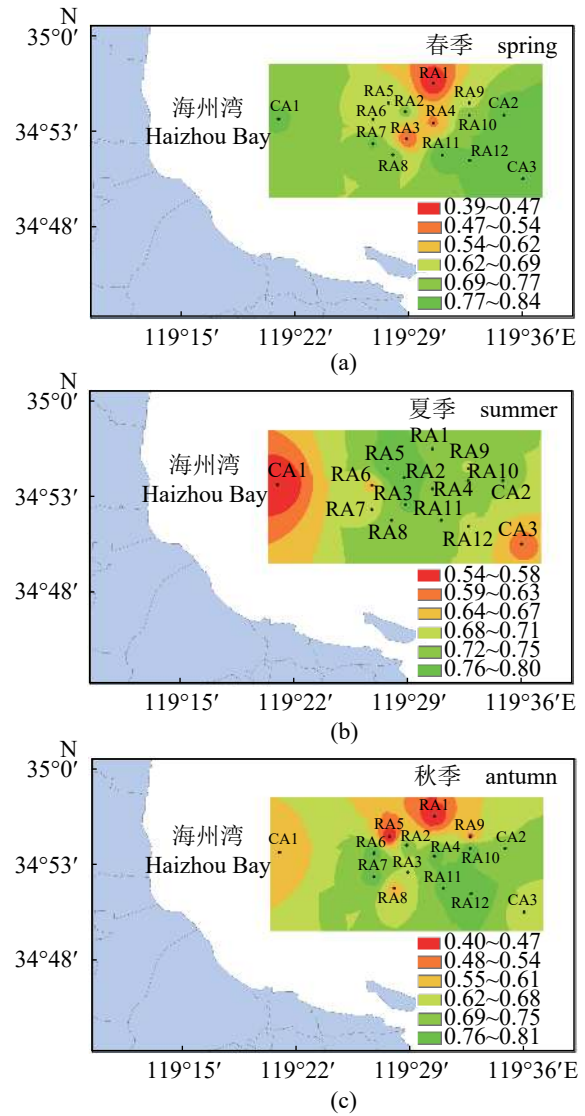 N
35°0′
春季 spring
RA1
RA5
RA9
海州湾
CA1
RA2
CA2
RA6
RA4
34°53′
Haizhou Bay
RA7
RA3
RA10
RA11
RA8
RA12
CA3
34°48′
0.39~0.47
0.47~0.54
0.54~0.62
0.62~0.69
0.69~0.77
0.77~0.84
119°15′ 119°22′ 119°29′ 119°36′E
(a)
N
35°0′
夏季 summer
RA1
RA5
RA9
海州湾
CA1
RA6
RA2
RA10
34°53′
Haizhou Bay
RA3
RA4
CA2
RA7
RA11
RA8
RA12
CA3
34°48′
0.54~0.58
0.59~0.63
0.64~0.67
0.68~0.71
0.72~0.75
0.76~0.80
119°15′ 119°22′ 119°29′ 119°36′E
(b)
N
35°0′
秋季 antumn
RA1
RA5
RA9
海州湾
CA1
RA6
RA2
RA4
CA2
34°53′
Haizhou Bay
RA7
RA3
RA10
RA11
RA8
RA12
CA3
34°48′
0.40~0.47
0.48~0.54
0.55~0.61
0.62~0.68
0.69~0.75
0.76~0.81
119°15′ 119°22′ 119°29′ 119°36′E
(c)